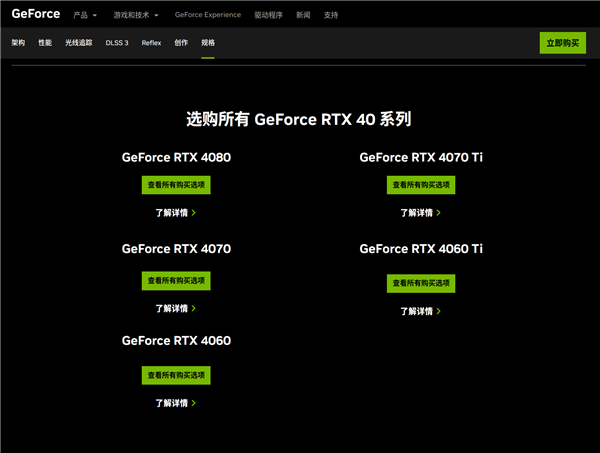 GeForce 产品 游戏和技术 GeForce Experience 驱动程序 新闻 支持
架构 性能 光线追踪 DLSS 3 Reflex 创作 规格 立即购买
选购所有 GeForce RTX 40 系列
GeForce RTX 4080 GeForce RTX 4070 Ti
查看所有购买选项 查看所有购买选项
了解详情 > 了解详情 >
GeForce RTX 4070 GeForce RTX 4060 Ti
查看所有购买选项 查看所有购买选项
了解详情 > 了解详情 >
GeForce RTX 4060
查看所有购买选项
了解详情 >